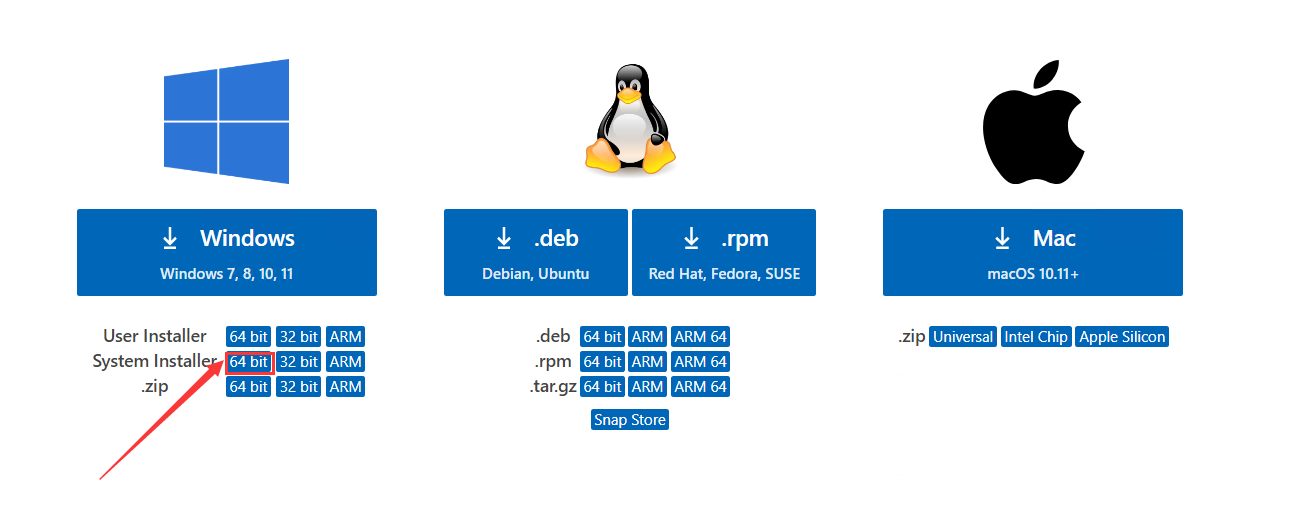 Windows
Windows 7, 8, 10, 11
User Installer 64 bit 32 bit ARM
System Installer 64 bit 32 bit ARM
.zip 64 bit 32 bit ARM
.deb
Debian, Ubuntu
.rpm
Red Hat, Fedora, SUSE
.deb 64 bit ARM ARM 64
.rpm 64 bit ARM ARM 64
.tar.gz 64 bit ARM ARM 64
Snap Store
Mac
macOS 10.11+
.zip Universal Intel Chip Apple Silicon